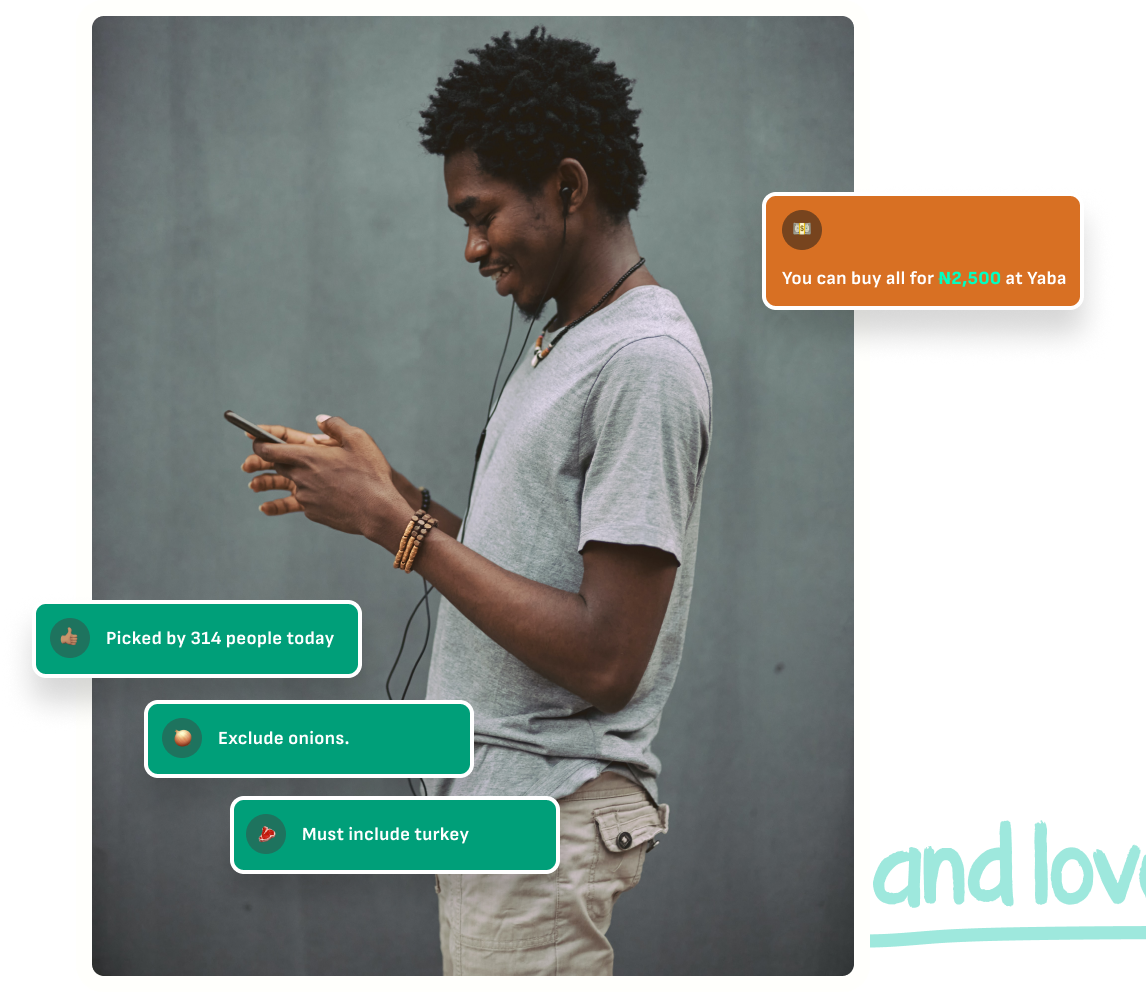 You can buy all for N2,500 at Yaba
Picked by 314 people today
Exclude onions.
Must include turkey
and lov